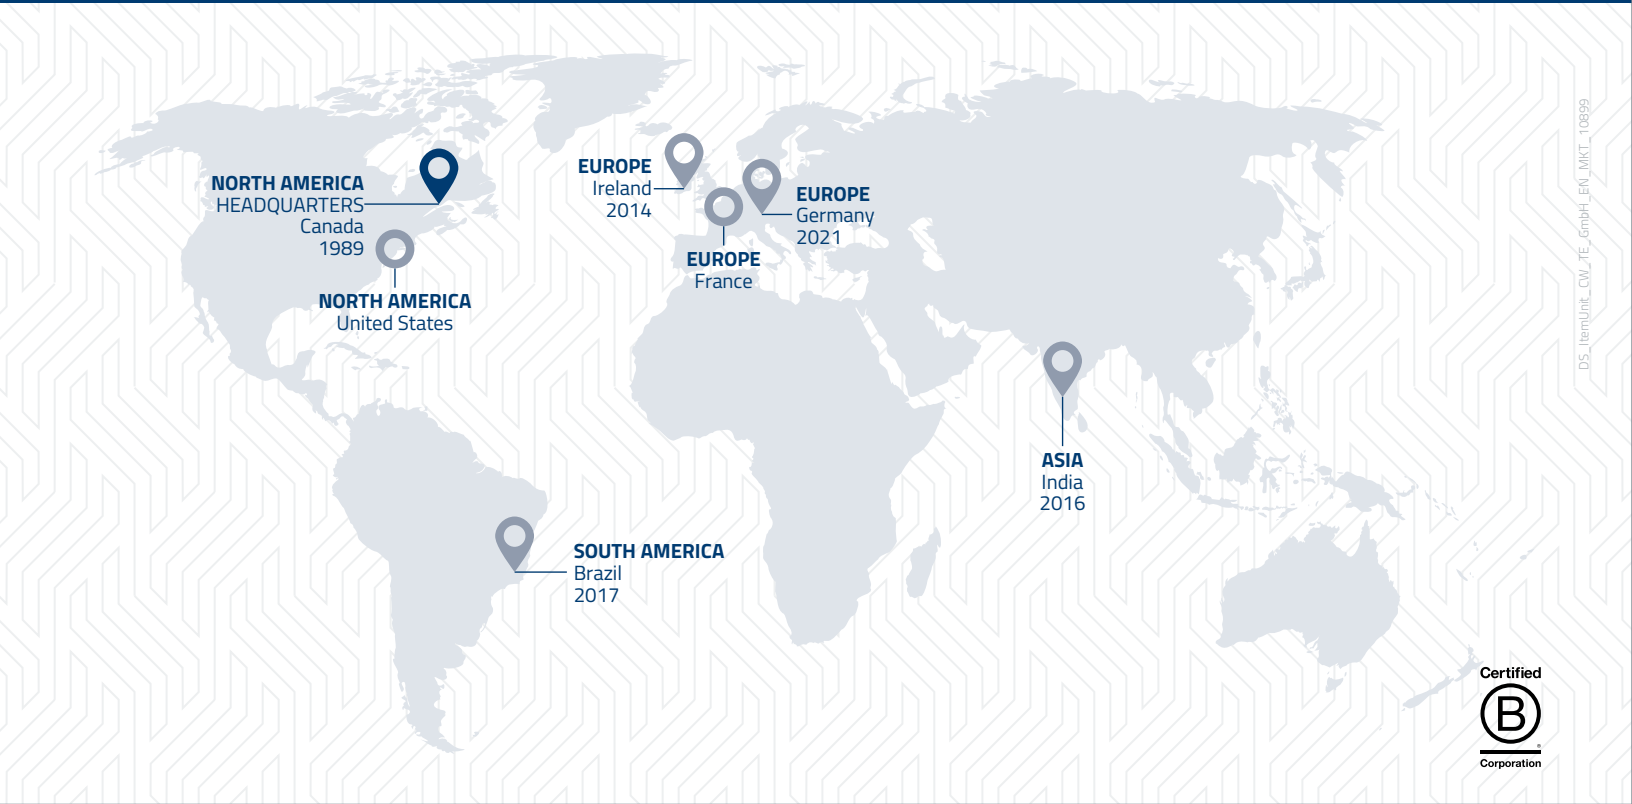 NORTH AMERICA
HEADQUARTERS
Canada
1989
NORTH AMERICA
United States
EUROPE
Ireland
2014
EUROPE
Germany
2021
EUROPE
France
ASIA
India
2016
SOUTH AMERICA
Brazil
2017
DS_ItemUnit_CW_TE_GmbH_EN_MKT_10899
Certified
B
®
Corporation